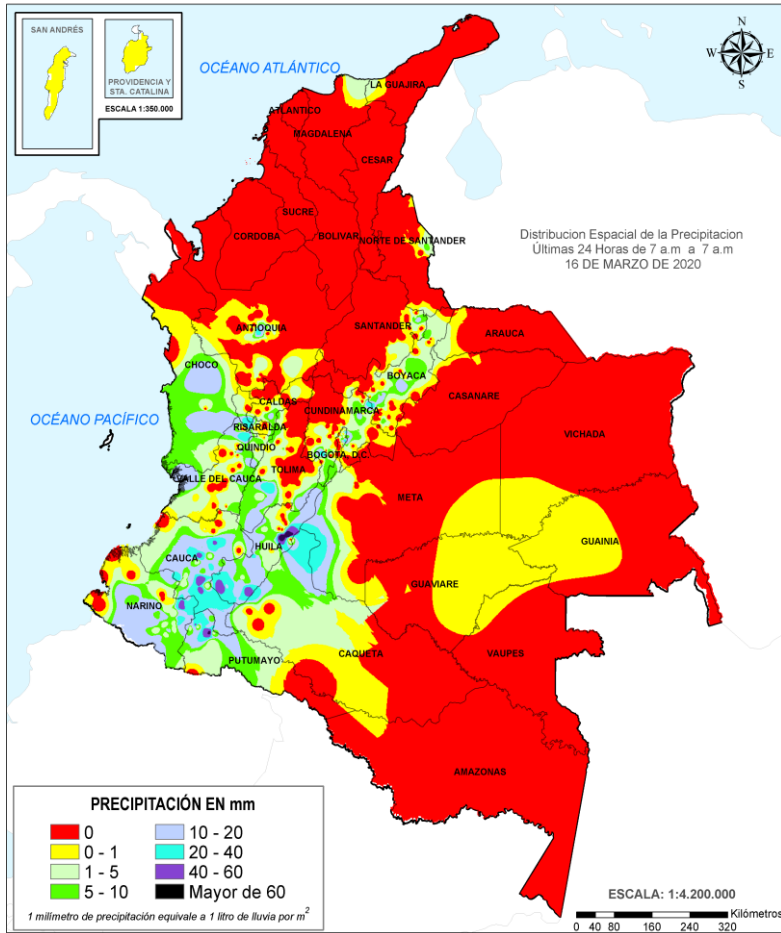 SAN ANDRÉS
PROVIDENCIA Y
STA. CATALINA
ESCALA 1:350.000
OCÉANO ATLÁNTICO
N
W
E
S
LA GUAJIRA
ATLANTICO
MAGDALENA
CESAR
SUCRE
CORDOBA
BOLIVAR
NORTE DE SANTANDER
Distribucion Espacial de la Precipitacion
Últimas 24 Horas de 7 a.m a 7 a.m
16 DE MARZO DE 2020
ANTIOQUIA
SANTANDER
ARAUCA
CHOCO
BOYACA
CASANARE
CALDAS
CUNDINAMARCA
OCÉANO PACÍFICO
RISARALDA
VICHADA
QUINDIO
BOGOTA, D.C.
TOLIMA
VALLE DEL CAUCA
META
GUAINIA
HUILA
CAUCA
GUAVIARE
NARINO
CAQUETA
VAUPES
PUTUMAYO
AMAZONAS
PRECIPITACIÓN EN mm
0
0 - 1
1 - 5
5 - 10
10 - 20
20 - 40
40 - 60
Mayor de 60
1 milímetro de precipitación equivale a 1 litro de lluvia por m²
ESCALA: 1:4.200.000
Kilómetros
0 40 80 160 240 320